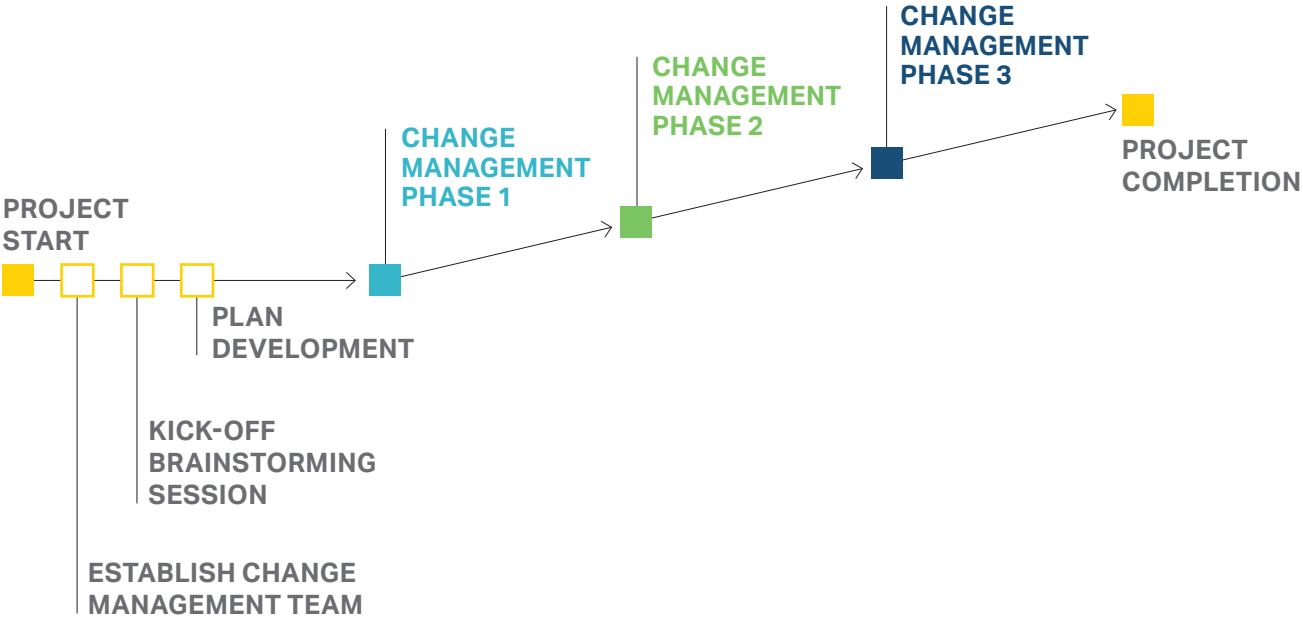 PROJECT
START
ESTABLISH CHANGE
MANAGEMENT TEAM
KICK-OFF
BRAINSTORMING
SESSION
PLAN
DEVELOPMENT
CHANGE
MANAGEMENT
PHASE 1
CHANGE
MANAGEMENT
PHASE 2
CHANGE
MANAGEMENT
PHASE 3
PROJECT
COMPLETION